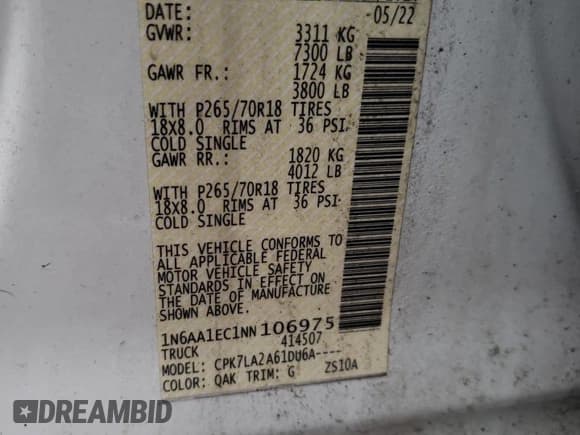 DATE: 05/22
GVWR: 3311 KG
7300 LB
GAWR FR.: 1724 KG
3800 LB
WITH P265/70R18 TIRES
18X8.0 RIMS AT 36 PSI
COLD SINGLE
GAWR RR.: 1820 KG
4012 LB
WITH P265/70R18 TIRES
18X8.0 RIMS AT 36 PSI
COLD SINGLE
THIS VEHICLE CONFORMS TO
ALL APPLICABLE FEDERAL
MOTOR VEHICLE SAFETY
STANDARDS IN EFFECT ON
THE DATE OF MANUFACTURE
SHOWN ABOVE.
1N6AA1EC1NN106975
TRUCK 414507
MODEL: CPK7LA2A61DU6A----
COLOR: QAK TRIM: G ZS10A
DREAMBID